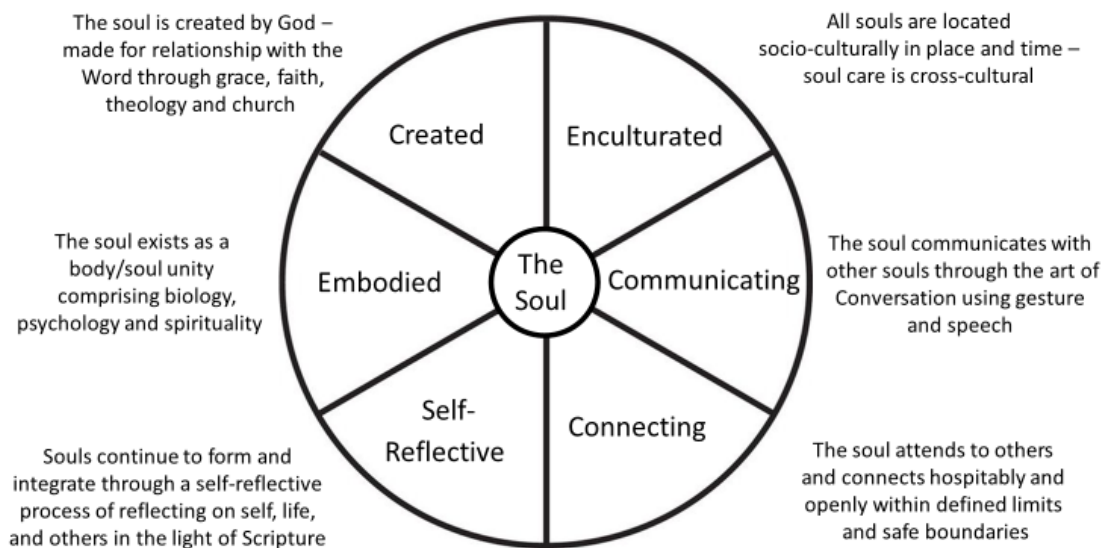 The soul is created by God –
made for relationship with the
Word through grace, faith,
theology and church
All souls are located
socio-culturally in place and time –
soul care is cross-cultural
Created
Enculturated
The soul exists as a
body/soul unity
comprising biology,
psychology and spirituality
Embodied
The
Soul
Communicating
The soul communicates with
other souls through the art of
Conversation using gesture
and speech
Self-
Reflective
Connecting
Souls continue to form and
integrate through a self-reflective
process of reflecting on self, life,
and others in the light of Scripture
The soul attends to others
and connects hospitably and
openly within defined limits
and safe boundaries